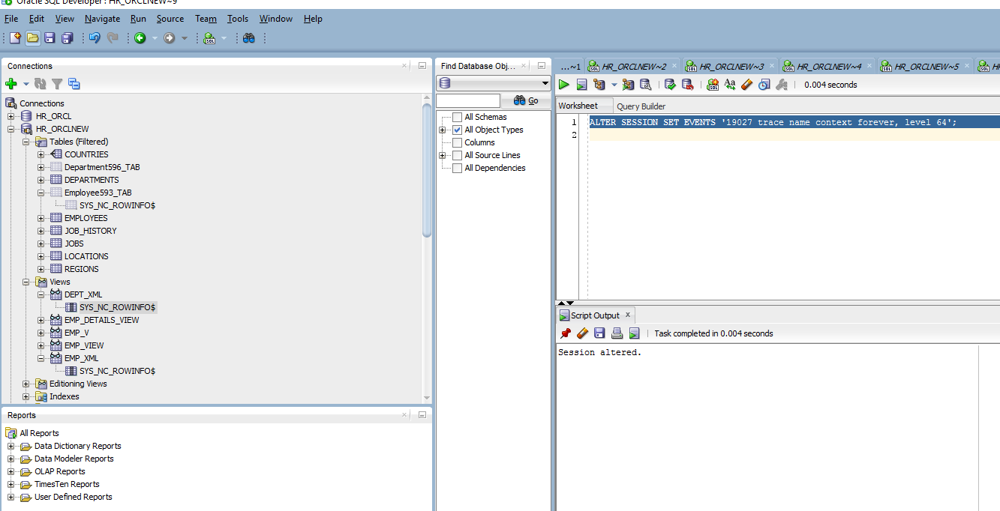 Oracle SQL Developer : HR_ORCLNEW~9
File Edit View Navigate Run Source Team Tools Window Help
Connections
Connections
HR_ORCL
HR_ORCLNEW
Tables (Filtered)
COUNTRIES
Department596_TAB
DEPARTMENTS
Employee593_TAB
SYS_NC_ROWINFO$
EMPLOYEES
JOB_HISTORY
JOBS
LOCATIONS
REGIONS
Views
DEPT_XML
SYS_NC_ROWINFO$
EMP_DETAILS_VIEW
EMP_V
EMP_VIEW
EMP_XML
SYS_NC_ROWINFO$
Editioning Views
Indexes
Reports
All Reports
Data Dictionary Reports
Data Modeler Reports
OLAP Reports
TimesTen Reports
User Defined Reports
Find Database Obj...
Go
All Schemas
All Object Types
Columns
All Source Lines
All Dependencies
...~1 HR_ORCLNEW~2 HR_ORCLNEW~3 HR_ORCLNEW~4 HR_ORCLNEW~5
0.004 seconds
Worksheet Query Builder
1 ALTER SESSION SET EVENTS '19027 trace name context forever, level 64';
2
Script Output
Task completed in 0.004 seconds
Session altered.